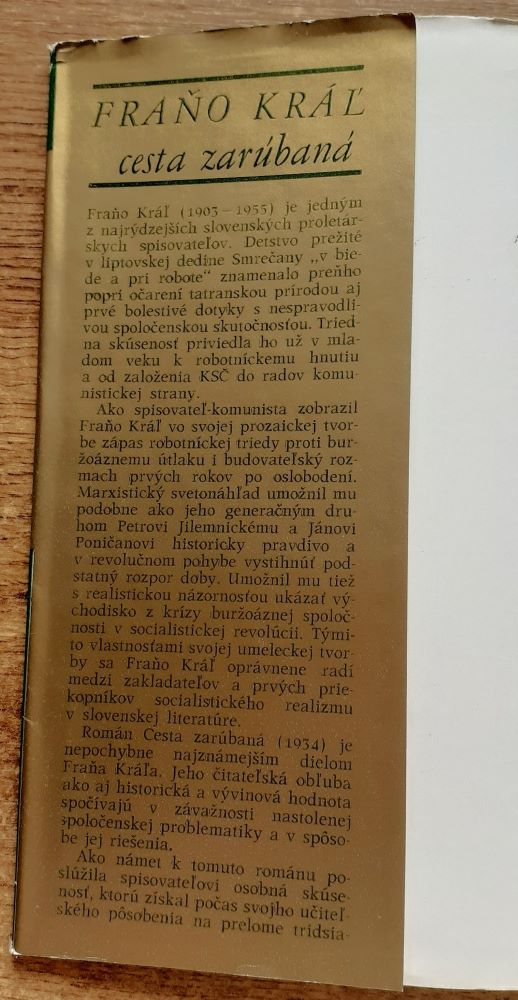 FRAŇO KRÁĽ
cesta zarúbaná
Fraňo Kráľ (1903–1955) je jedným
z najrýdzejších slovenských proletár-
skych spisovateľov. Detstvo prežité
v liptovskej dedine Smrečany „v bie-
de a pri robote“ znamenalo preňho
popri očarení tatranskou prírodou aj
prvé bolestivé dotyky s nespravodli-
vou spoločenskou skutočnosťou. Tried-
na skúsenosť priviedla ho už v mla-
dom veku k robotníckemu hnutiu
a od založenia KSČ do radov komu-
nistickej strany.
Ako spisovateľ-komunista zobrazil
Fraňo Kráľ vo svojej prozaickej tvor-
be zápas robotníckej triedy proti bur-
žoáznemu útlaku i budovateľský roz-
mach prvých rokov po oslobodení.
Marxistický svetonáhľad umožnil mu
podobne ako jeho generačným dru-
hom Petrovi Jilemnickému a Jánovi
Poničanovi historicky pravdivo a
v revolučnom pohybe vystihnúť pod-
statný rozpor doby. Umožnil mu tiež
s realistickou názornosťou ukázať vý-
chodisko z krízy buržoáznej spoloč-
nosti v socialistickej revolúcii. Tými-
to vlastnosťami svojej umeleckej tvor-
by sa Fraňo Kráľ oprávnene radí
medzi zakladateľov a prvých prie-
kopníkov socialistického realizmu
v slovenskej literatúre.
Román Cesta zarúbaná (1934) je
nepochybne najznámejším dielom
Fraňa Kráľa. Jeho čitateľská obľuba
ako aj historická a vývinová hodnota
spočívajú v závažnosti nastolenej
spoločenskej problematiky a v spôso-
be jej riešenia.
Ako námet k tomuto románu po-
slúžila spisovateľovi osobná skúse-
nosť, ktorú získal počas svojho učiteľ-
ského pôsobenia na prelome tridsia-